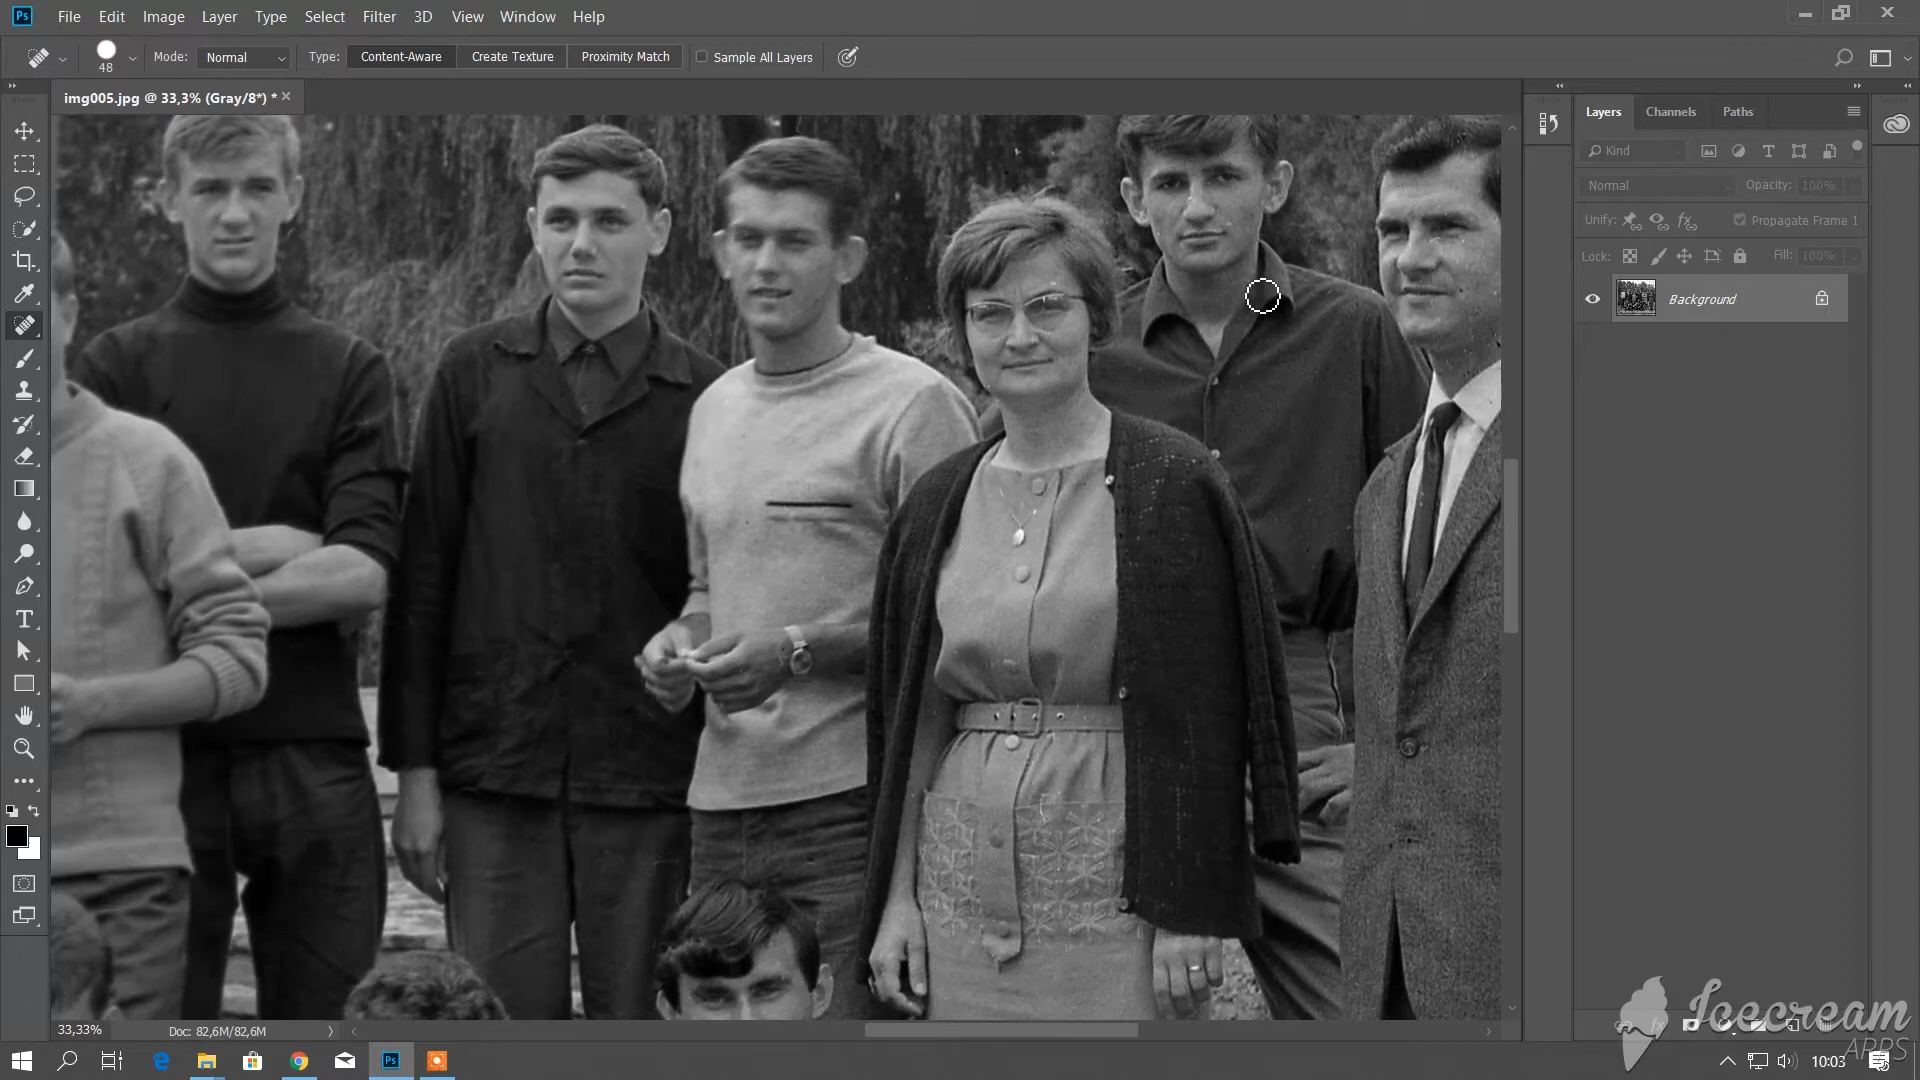 Ps File Edit Image Layer Type Select Filter 3D View Window Help
48 Mode: Normal Type: Content-Aware Create Texture Proximity Match Sample All Layers
img005.jpg @ 33,3% (Gray/8*) *
Layers Channels Paths
Kind
Normal Opacity: 100%
Unify: Propagate Frame 1
Lock: Fill: 100%
Background
33,33% Doc: 82,6M/82,6M
Icecream
APPS
Ps 10:03